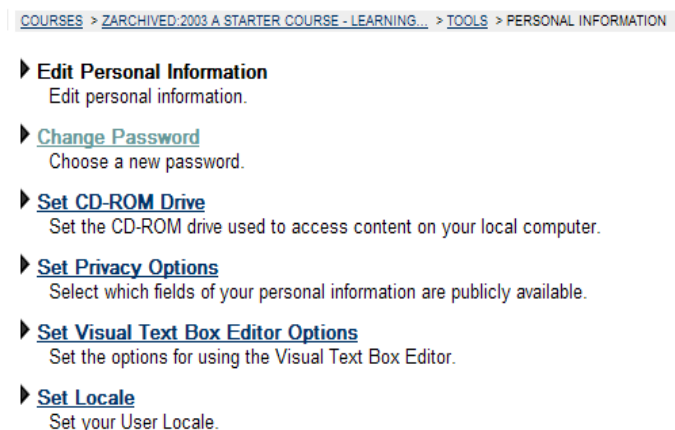 COURSES > ZARCHIVED:2003 A STARTER COURSE - LEARNING... > TOOLS > PERSONAL INFORMATION
Edit Personal Information
Edit personal information.
Change Password
Choose a new password.
Set CD-ROM Drive
Set the CD-ROM drive used to access content on your local computer.
Set Privacy Options
Select which fields of your personal information are publicly available.
Set Visual Text Box Editor Options
Set the options for using the Visual Text Box Editor.
Set Locale
Set your User Locale.